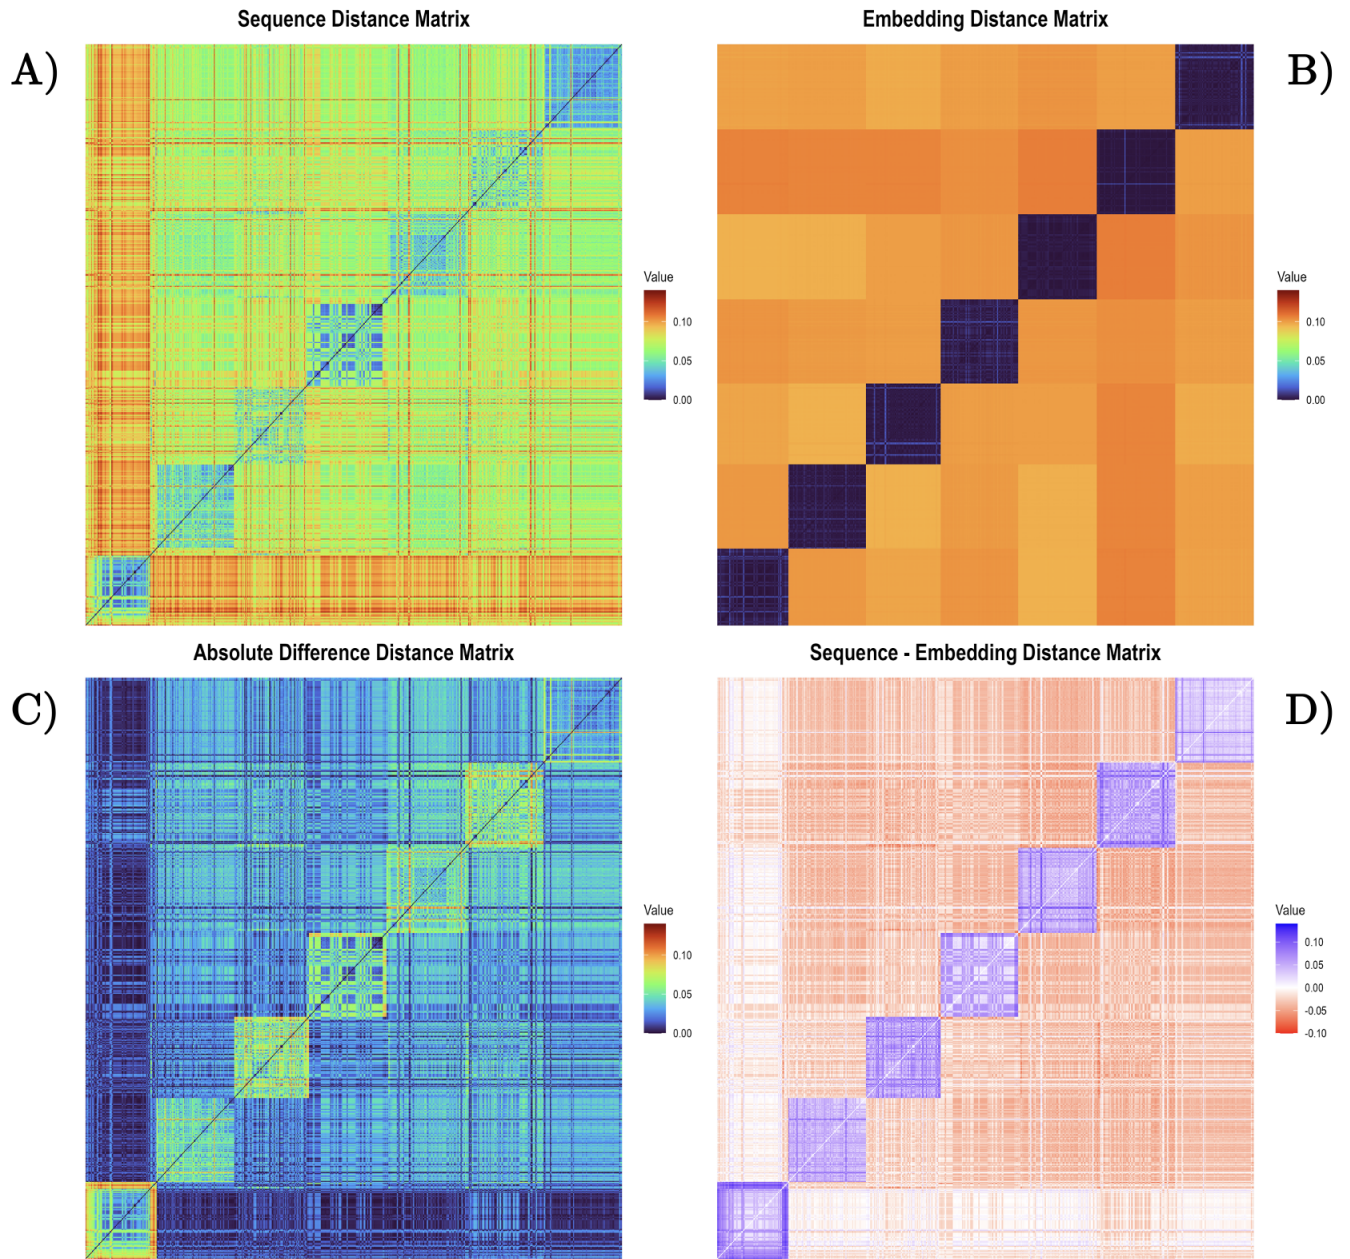 Sequence Distance Matrix
Embedding Distance Matrix
A)
B)
Value
0.10
0.05
0.00
Value
0.10
0.05
0.00
Absolute Difference Distance Matrix
Sequence - Embedding Distance Matrix
C)
D)
Value
0.10
0.05
0.00
Value
0.10
0.05
0.00
-0.05
-0.10